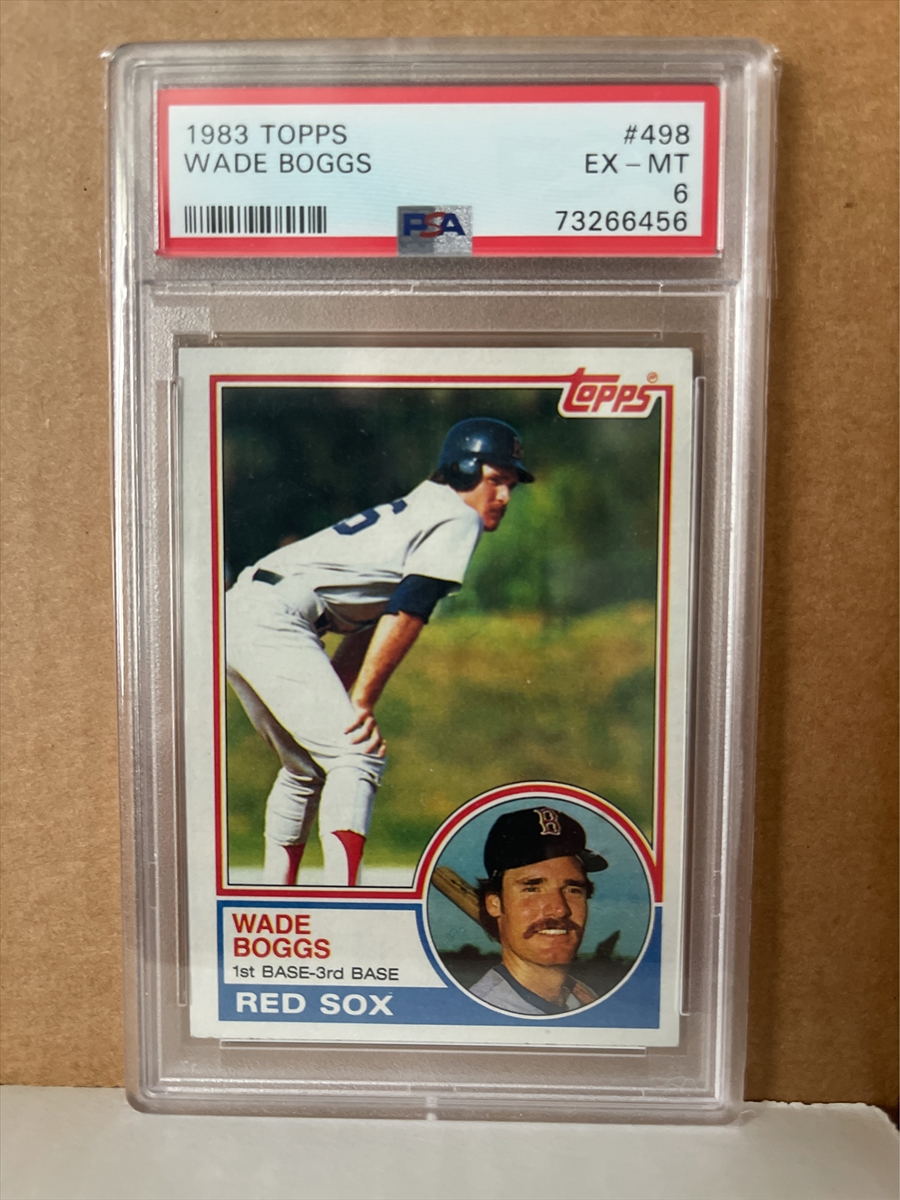 1983 TOPPS #498
WADE BOGGS EX – MT
6
PSA 73266456
Topps
6
B
WADE
BOGGS
1st BASE-3rd BASE
RED SOX